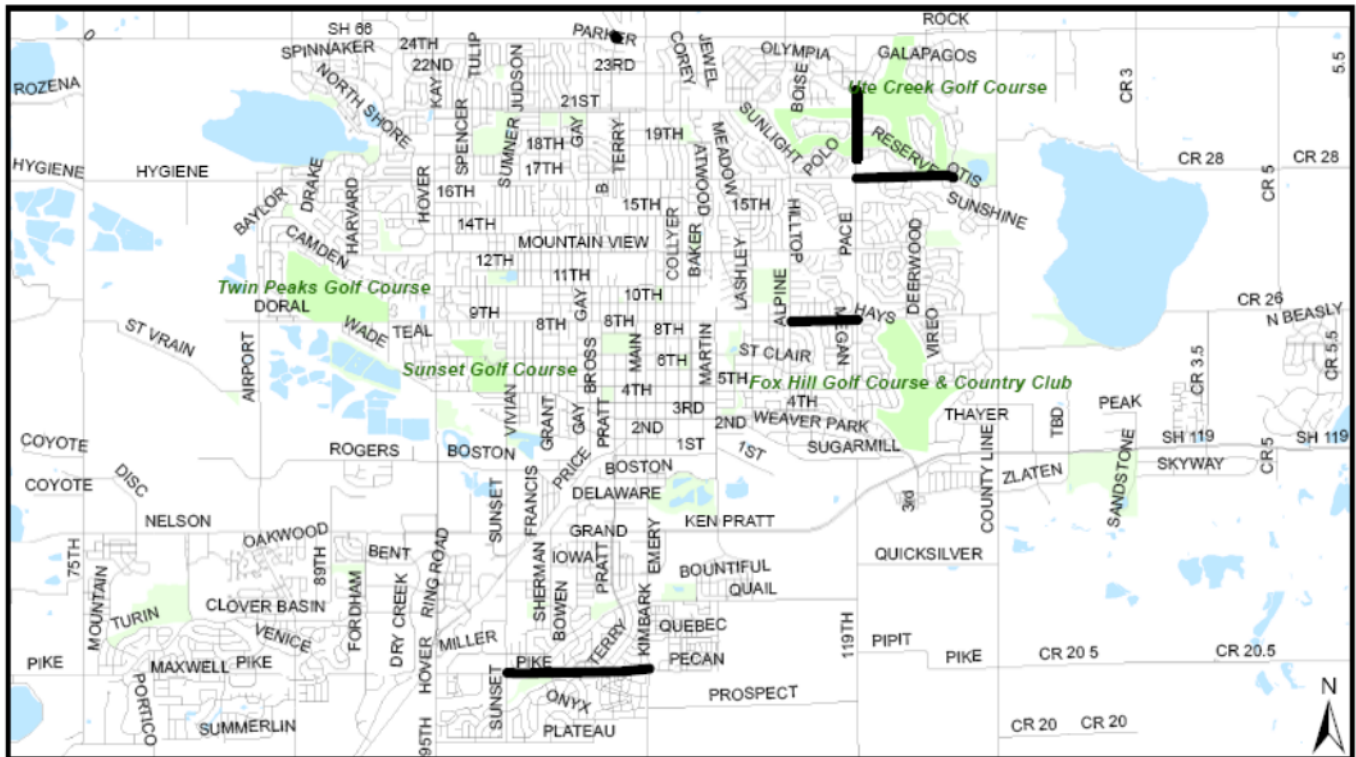 ROCK
SH 66
PARKER
SPINNAKER
24TH
TULIP
COREY
JEWEL
OLYMPIA
GALAPAGOS
22ND
23RD
5.5
ROZENA
NORTH SHORE
KAY
SPENCER
JUDSON
BOISE
Ute Creek Golf Course
CR 3
21ST
SUMNER
GAY
TERRY
18TH
19TH
MEADOW
SUNLIGHT
POLO
RESERVE
OTIS
HYGIENE
HYGIENE
17TH
ATWOOD
CR 28
CR 28
DRAKE
16TH
B
CR 5
BAYLOR
HARVARD
HOVER
15TH
15TH
HILLTOP
SUNSHINE
14TH
COLLYER
BAKER
PACE
DEERWOOD
CAMDEN
MOUNTAIN VIEW
12TH
11TH
LASHLEY
ALPINE
Twin Peaks Golf Course
10TH
DORAL
GAY
CR 26
9TH
HAYS
N BEASLY
ST VRAIN
WADE
TEAL
8TH
8TH
8TH
MEGAN
VIREO
AIRPORT
MAIN
MARTIN
ST CLAIR
CR 3.5
CR 5.5
Sunset Golf Course
BROSS
6TH
5TH
Fox Hill Golf Course & Country Club
4TH
4TH
VIVIAN
GRANT
GAY
PRATT
3RD
THAYER
TBD
PEAK
2ND
2ND
WEAVER PARK
COYOTE
ROGERS
BOSTON
1ST
1ST
SUGARMILL
SH 119
SH 119
PRICE
BOSTON
COUNTY LINE
ZLATEN
SKYWAY
CR 5
COYOTE
DISC
SUNSET
FRANCIS
DELAWARE
3rd
SANDSTONE
NELSON
OAKWOOD
GRAND
EMERY
KEN PRATT
75TH
89TH
BENT
RING ROAD
IOWA
PRATT
QUICKSILVER
MOUNTAIN
FORDHAM
DRY CREEK
SHERMAN
BOWEN
BOUNTIFUL
QUAIL
TURIN
CLOVER BASIN
KIMBARK
VENICE
MILLER
TERRY
QUEBEC
119TH
PIPIT
PIKE
MAXWELL
PIKE
HOVER
PIKE
PECAN
PIKE
CR 20 5
CR 20.5
PORTICO
SUNSET
ONYX
PROSPECT
N
SUMMERLIN
95TH
PLATEAU
CR 20
CR 20